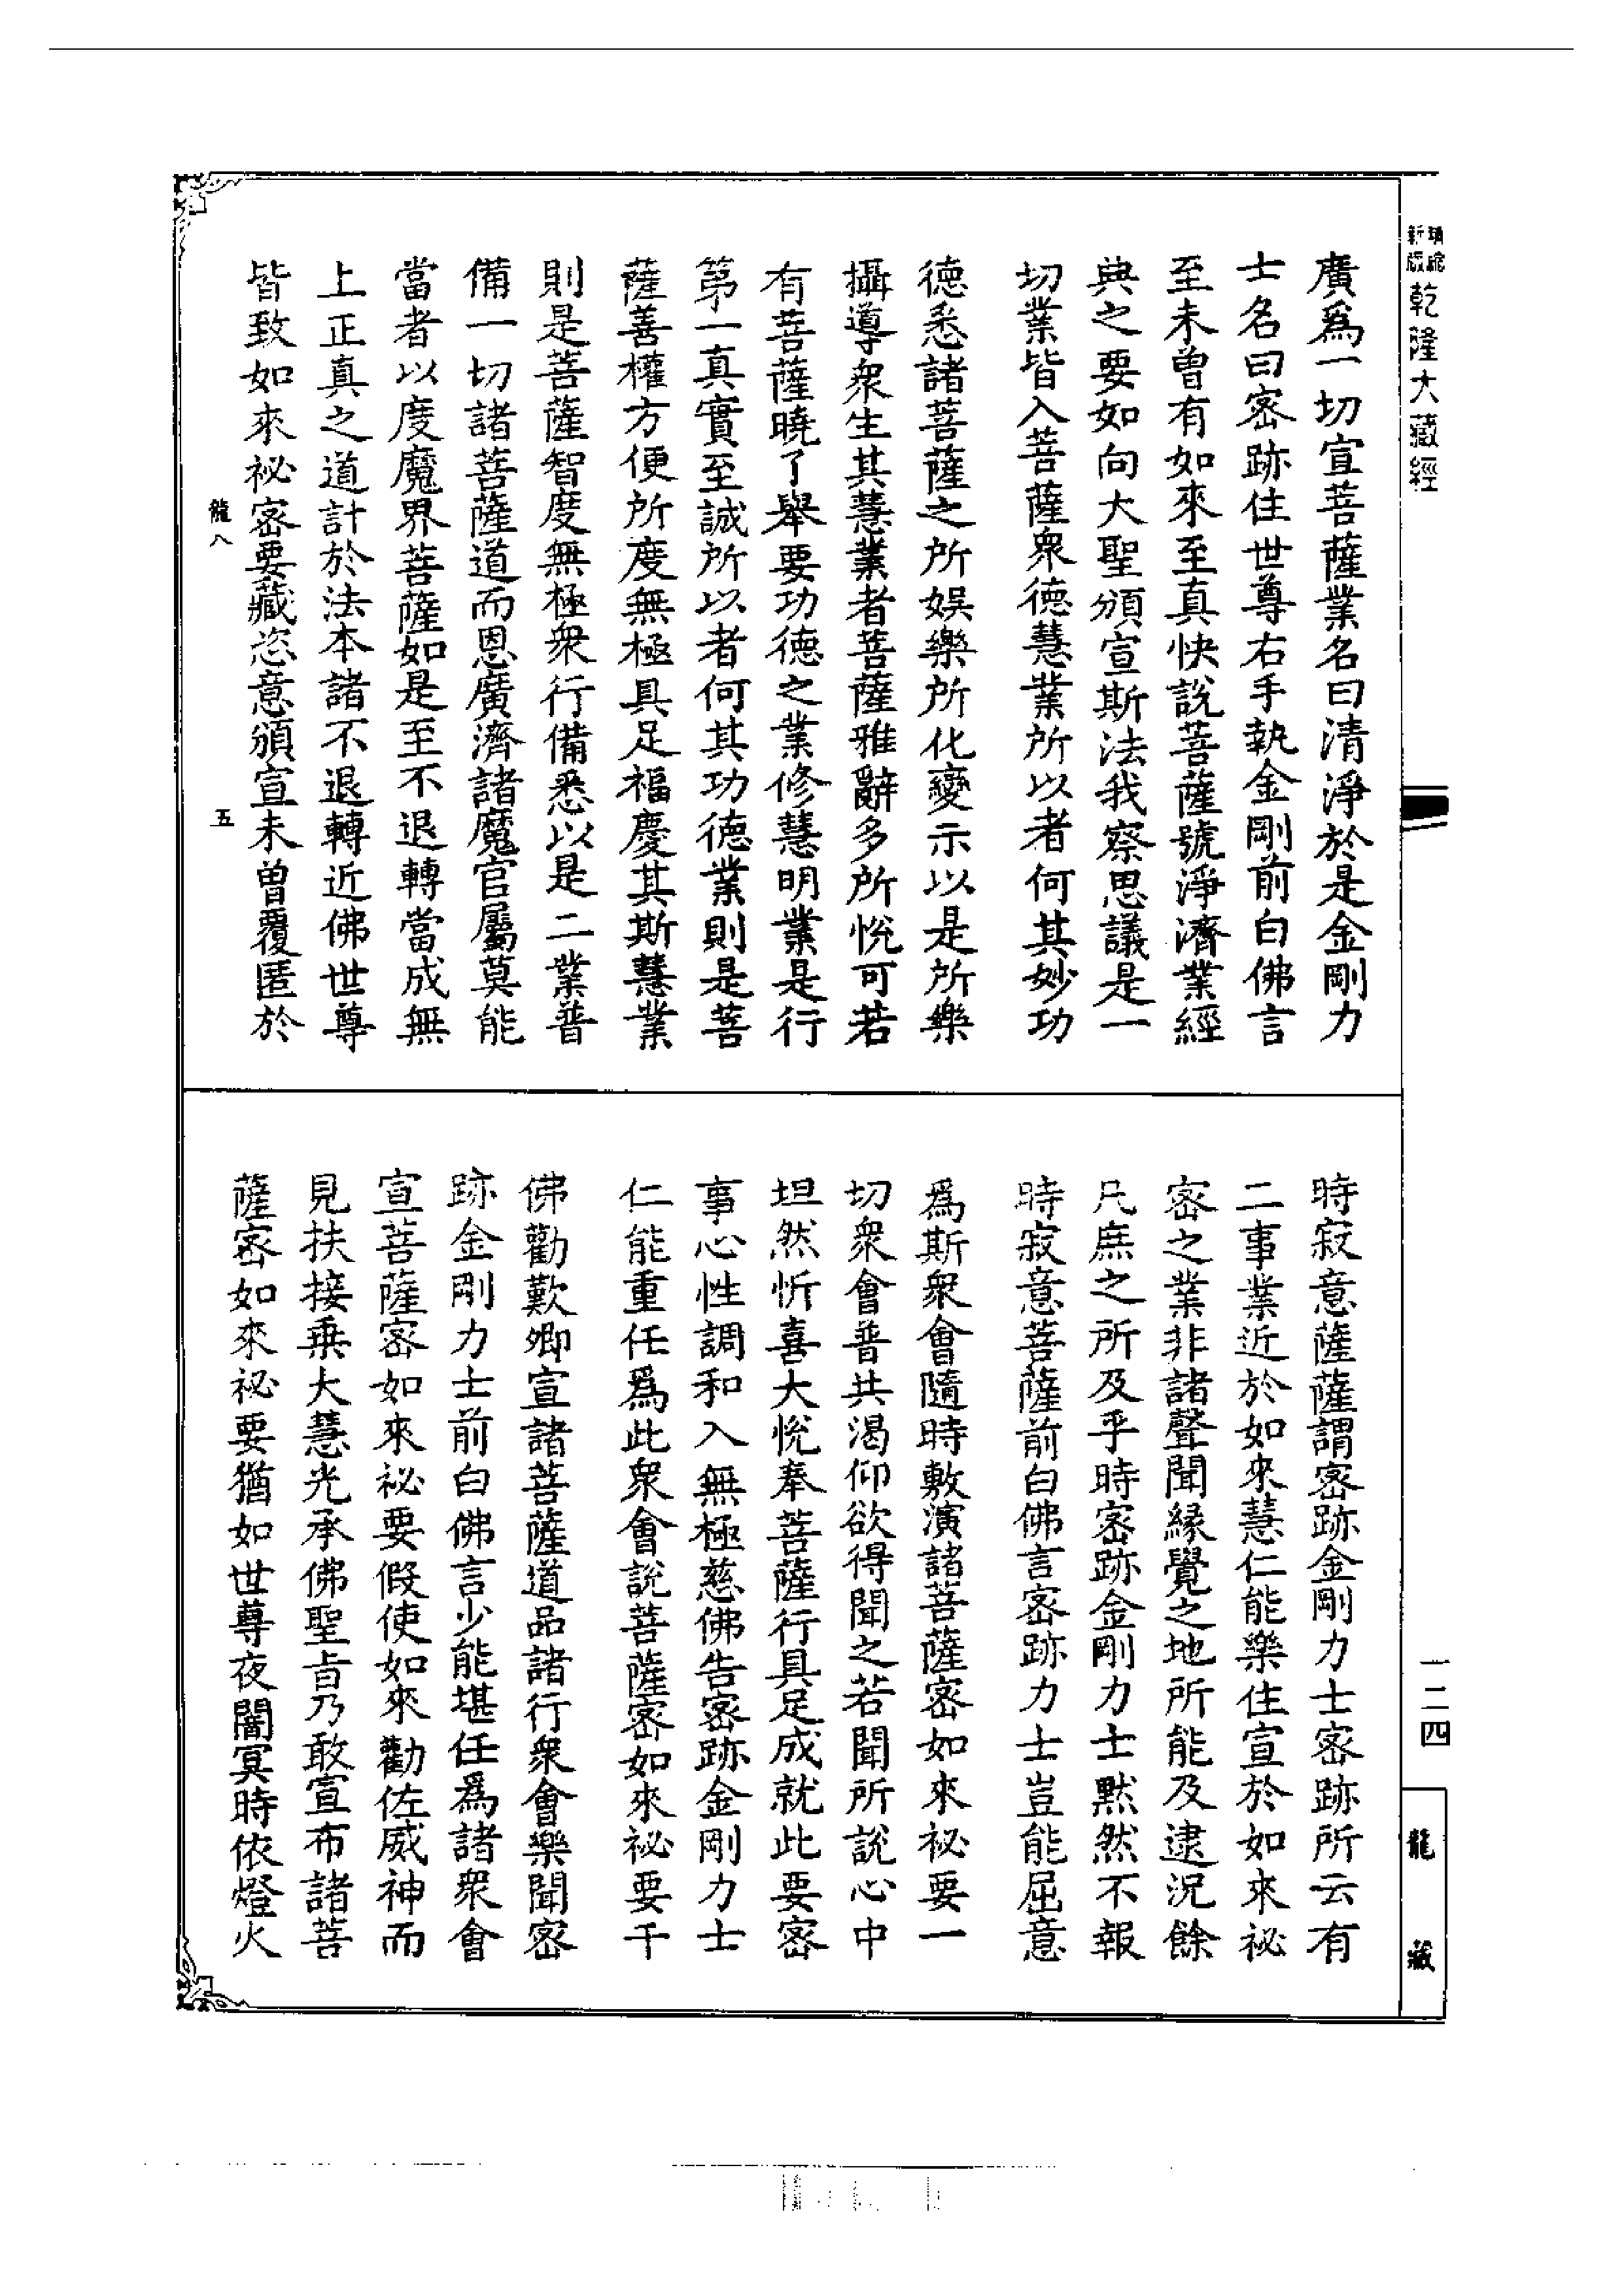 乾隆大藏經
廣爲一切宣菩薩業名曰清淨於是金剛力
士名曰密跡住世尊右手執金剛前白佛言
至未曾有如來至真快說菩薩號淨濟業經
典之要如向大聖頒宣斯法我察思議是一
切業皆入菩薩衆德慧業所以者何其妙功
德悉諸菩薩之所娛樂所化變示以是所樂
攝導衆生其慧業者菩薩雅辭多所悅可若
有菩薩曉了舉要功德之業修慧明業是行
第一真實至誠所以者何其功德業則是菩
薩善權方便所度無極具足福慶其斯慧業
則是菩薩智度無極衆行備悉以是二業普
備一切諸菩薩道而恩廣濟諸魔官屬莫能
當者以度魔界菩薩如是至不退轉當成無
上正真之道計於法本諸不退轉近佛世尊
皆致如來祕密要藏恣意頒宣未曾覆匿於
龍八
五
時寂意菩薩謂密跡金剛力士密跡所云有
二事業近於如來慧仁能樂住宣於如來祕
密之業非諸聲聞緣覺之地所能及逮況餘
凡庶之所及乎時密跡金剛力士默然不報
時寂意菩薩前白佛言密跡力士豈能屈意
爲斯衆會隨時敷演諸菩薩密如來祕要一
切衆會普共渴仰欲得聞之若聞所說心中
坦然忻喜大悅奉菩薩行具足成就此要密
事心性調和入無極慈佛告密跡金剛力士
仁能重任爲此衆會說菩薩密如來祕要千
佛勸歎卿宣諸菩薩道品諸行衆會樂聞密
跡金剛力士前白佛言少能堪任爲諸衆會
宣菩薩密如來祕要假使如來勸佐威神而
見扶接乗大慧光承佛聖旨乃敢宣布諸菩
薩密如來祕要猶如世尊夜闇冥時依燈火
一二四
龍藏